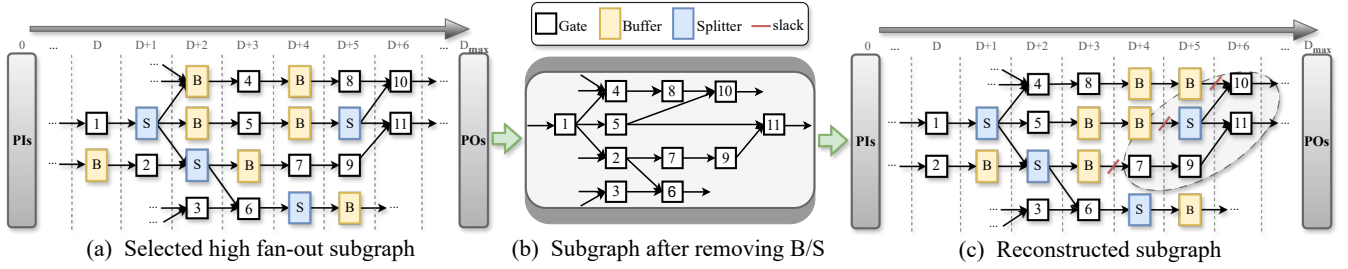 Gate Buffer Splitter slack
0 ... D D+1 D+2 D+3 D+4 D+5 D+6 ... Dmax
PIs
...
...
B 4 B 8 10 ...
... 1 S B 5 B S 11 ...
... B 2 S B 7 9
...
...
3 6 S B ...
POs
(a) Selected high fan-out subgraph
4 8 10
1 5 11
2 7 9
3 6
(b) Subgraph after removing B/S
0 ... D D+1 D+2 D+3 D+4 D+5 D+6 ... Dmax
PIs
...
...
4 8 B B 10 ...
... 1 S 5 B B S 11 ...
... 2 B S B 7 9
...
...
3 6 S B ...
POs
(c) Reconstructed subgraph